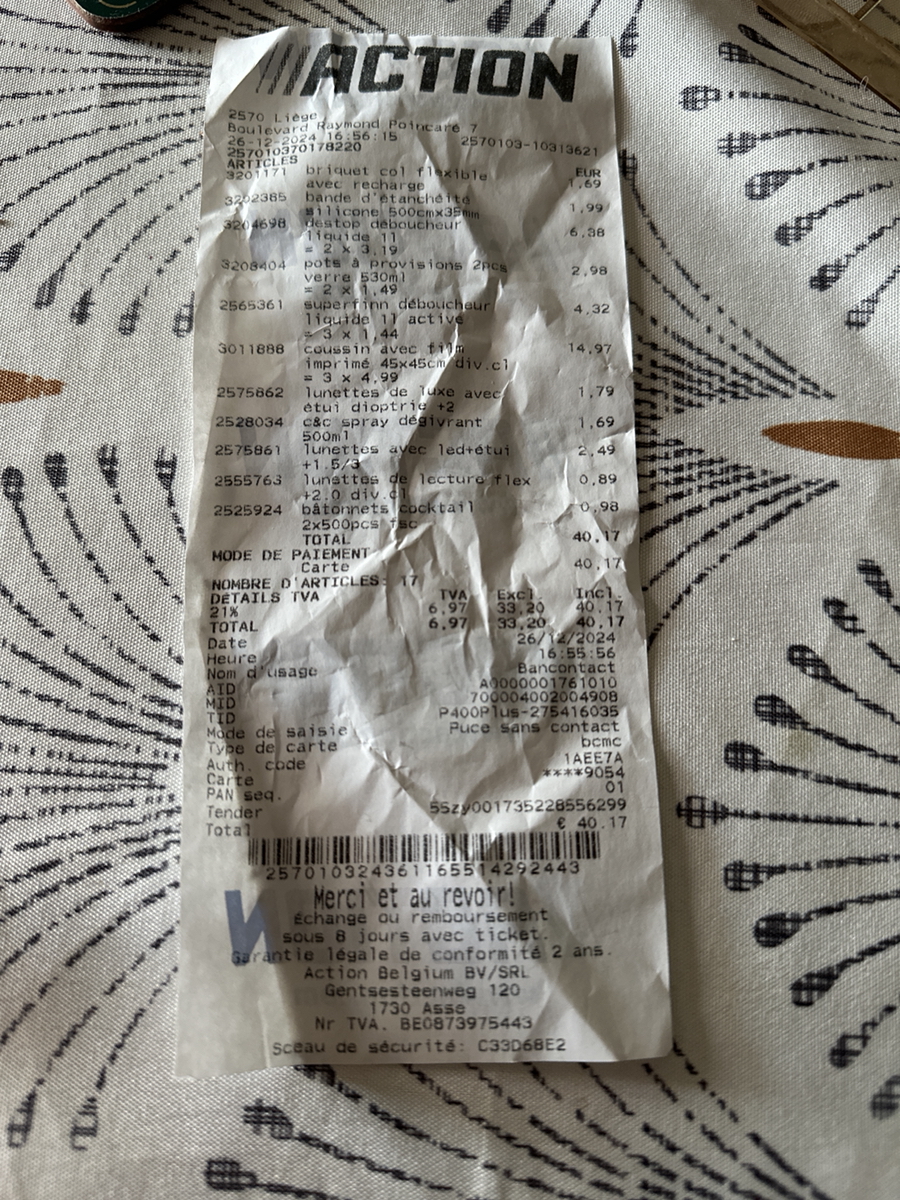 ACTION
2570 Liège
Boulevard Raymond Poincaré 7
26-12-2024 16:56:15 2570103-10313621
257010370178220
ARTICLES EUR
3201171 briquet col flexible 1,69
avec recharge
3202385 bande d'étanchéité 1,99
silicone 500cmx35mm
3204698 destop déboucheur 6,38
liquide 1l
= 2 x 3,19
3208404 pots à provisions 2pcs 2,98
verre 530ml
= 2 x 1,49
2565361 superfinn déboucheur 4,32
liquide 1l active
= 3 x 1,44
3011888 coussin avec film 14,97
imprimé 45x45cm div.cl
= 3 x 4,99
2575862 lunettes de luxe avec 1,79
étui dioptrie +2
2528034 c&c spray dégivrant 1,69
500ml
2575861 lunettes avec led+étui 2,49
+1.5/3
2555763 lunettes de lecture flex 0,89
+2.0 div.cl
2525924 bâtonnets cocktail 0,98
2x500pcs fsc
TOTAL 40,17
MODE DE PAIEMENT
Carte 40,17
NOMBRE D'ARTICLES: 17
DÉTAILS TVA TVA Excl. Incl.
21% 6,97 33,20 40,17
TOTAL 6,97 33,20 40,17
Date 26/12/2024
Heure 16:55:56
Nom d'usage Bancontact
AID A0000001761010
MID 700004002004908
TID P400Plus-275416035
Mode de saisie Puce sans contact
Type de carte bcmc
Auth. code 1AEE7A
Carte ****9054
PAN seq. 01
Tender 5Szy001735228556299
Total € 40.17
257010324361165514292443
Merci et au revoir!
Échange ou remboursement
sous 8 jours avec ticket.
Garantie légale de conformité 2 ans.
Action Belgium BV/SRL
Gentsesteenweg 120
1730 Asse
Nr TVA. BE0873975443
Sceau de sécurité: C33D68E2